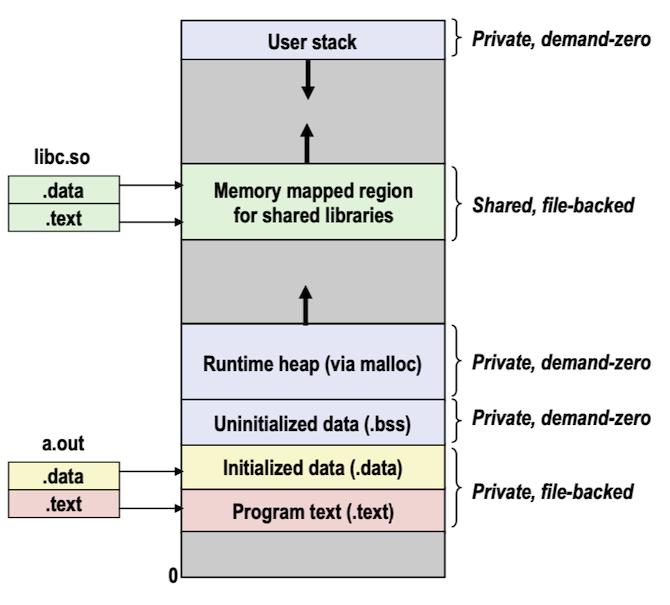 User stack
Private, demand-zero
libc.so
.data
.text
Memory mapped region
for shared libraries
Shared, file-backed
Runtime heap (via malloc)
Private, demand-zero
Uninitialized data (.bss)
Private, demand-zero
a.out
.data
.text
Initialized data (.data)
Program text (.text)
Private, file-backed
0